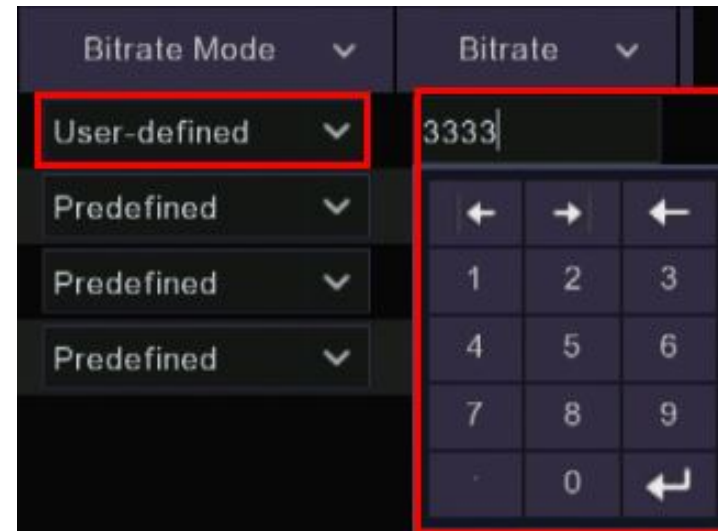 Bitrate Mode Bitrate
User-defined 3333
Predefined
Predefined 1 2 3
Predefined 4 5 6
7 8 9
. 0